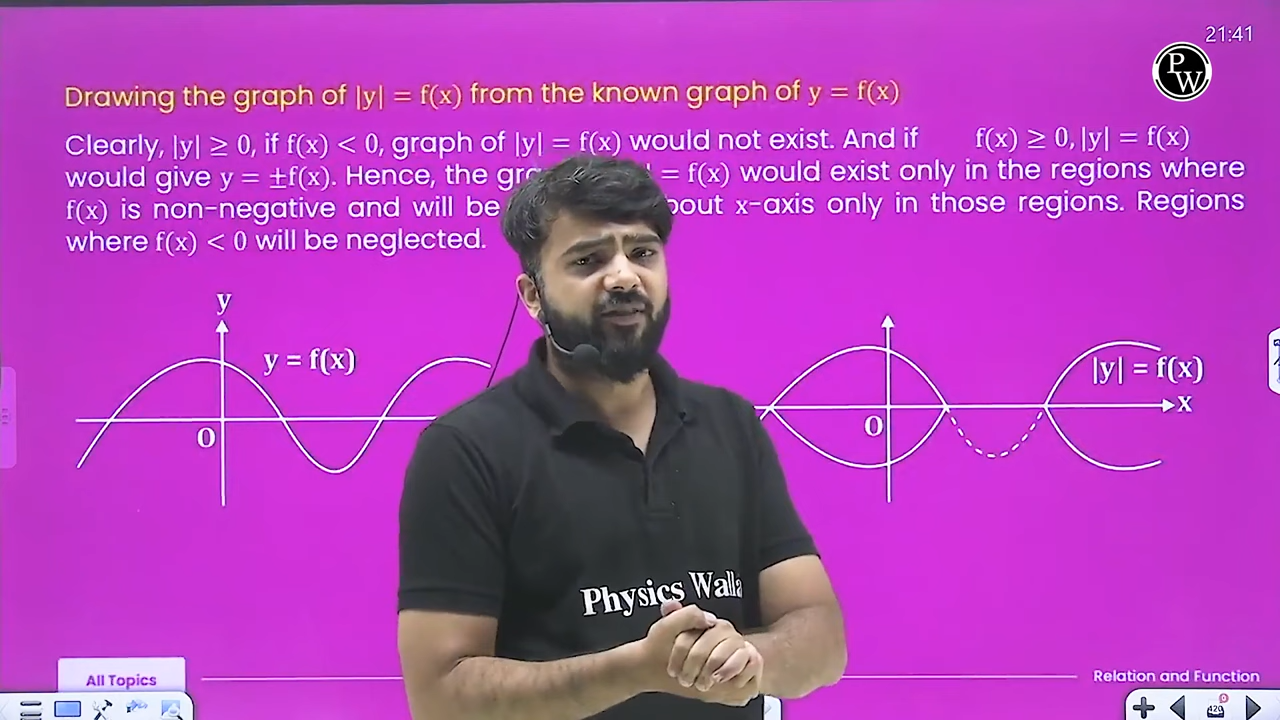 21:41
PW
Drawing the graph of |y| = f(x) from the known graph of y = f(x)
Clearly, |y| ≥ 0, if f(x) < 0, graph of |y| = f(x) would not exist. And if f(x) ≥ 0, |y| = f(x)
would give y = ±f(x). Hence, the = f(x) would exist only in the regions where
f(x) is non-negative and will be x-axis only in those regions. Regions
where f(x) < 0 will be neglected.
y
y = f(x)
O
|y| = f(x)
x
O
Physics
All Topics
Relation and Function
420